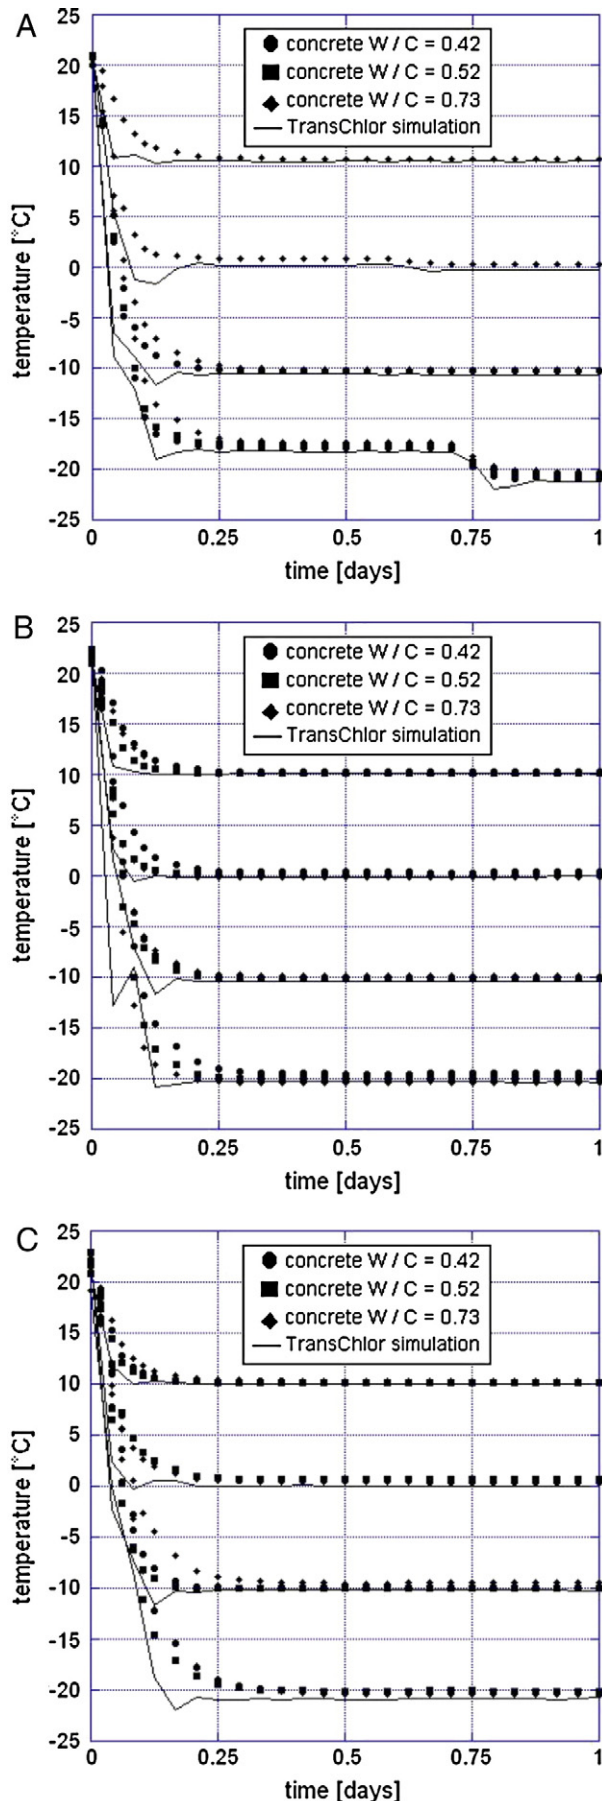 A
25
20
15
10
5
0
-5
-10
-15
-20
-25
temperature [°C]
concrete W / C = 0.42
concrete W / C = 0.52
concrete W / C = 0.73
TransChlor simulation
0
0.25
0.5
0.75
1
time [days]
B
25
20
15
10
5
0
-5
-10
-15
-20
-25
temperature [°C]
concrete W / C = 0.42
concrete W / C = 0.52
concrete W / C = 0.73
TransChlor simulation
0
0.25
0.5
0.75
1
time [days]
C
25
20
15
10
5
0
-5
-10
-15
-20
-25
temperature [°C]
concrete W / C = 0.42
concrete W / C = 0.52
concrete W / C = 0.73
TransChlor simulation
0
0.25
0.5
0.75
1
time [days]